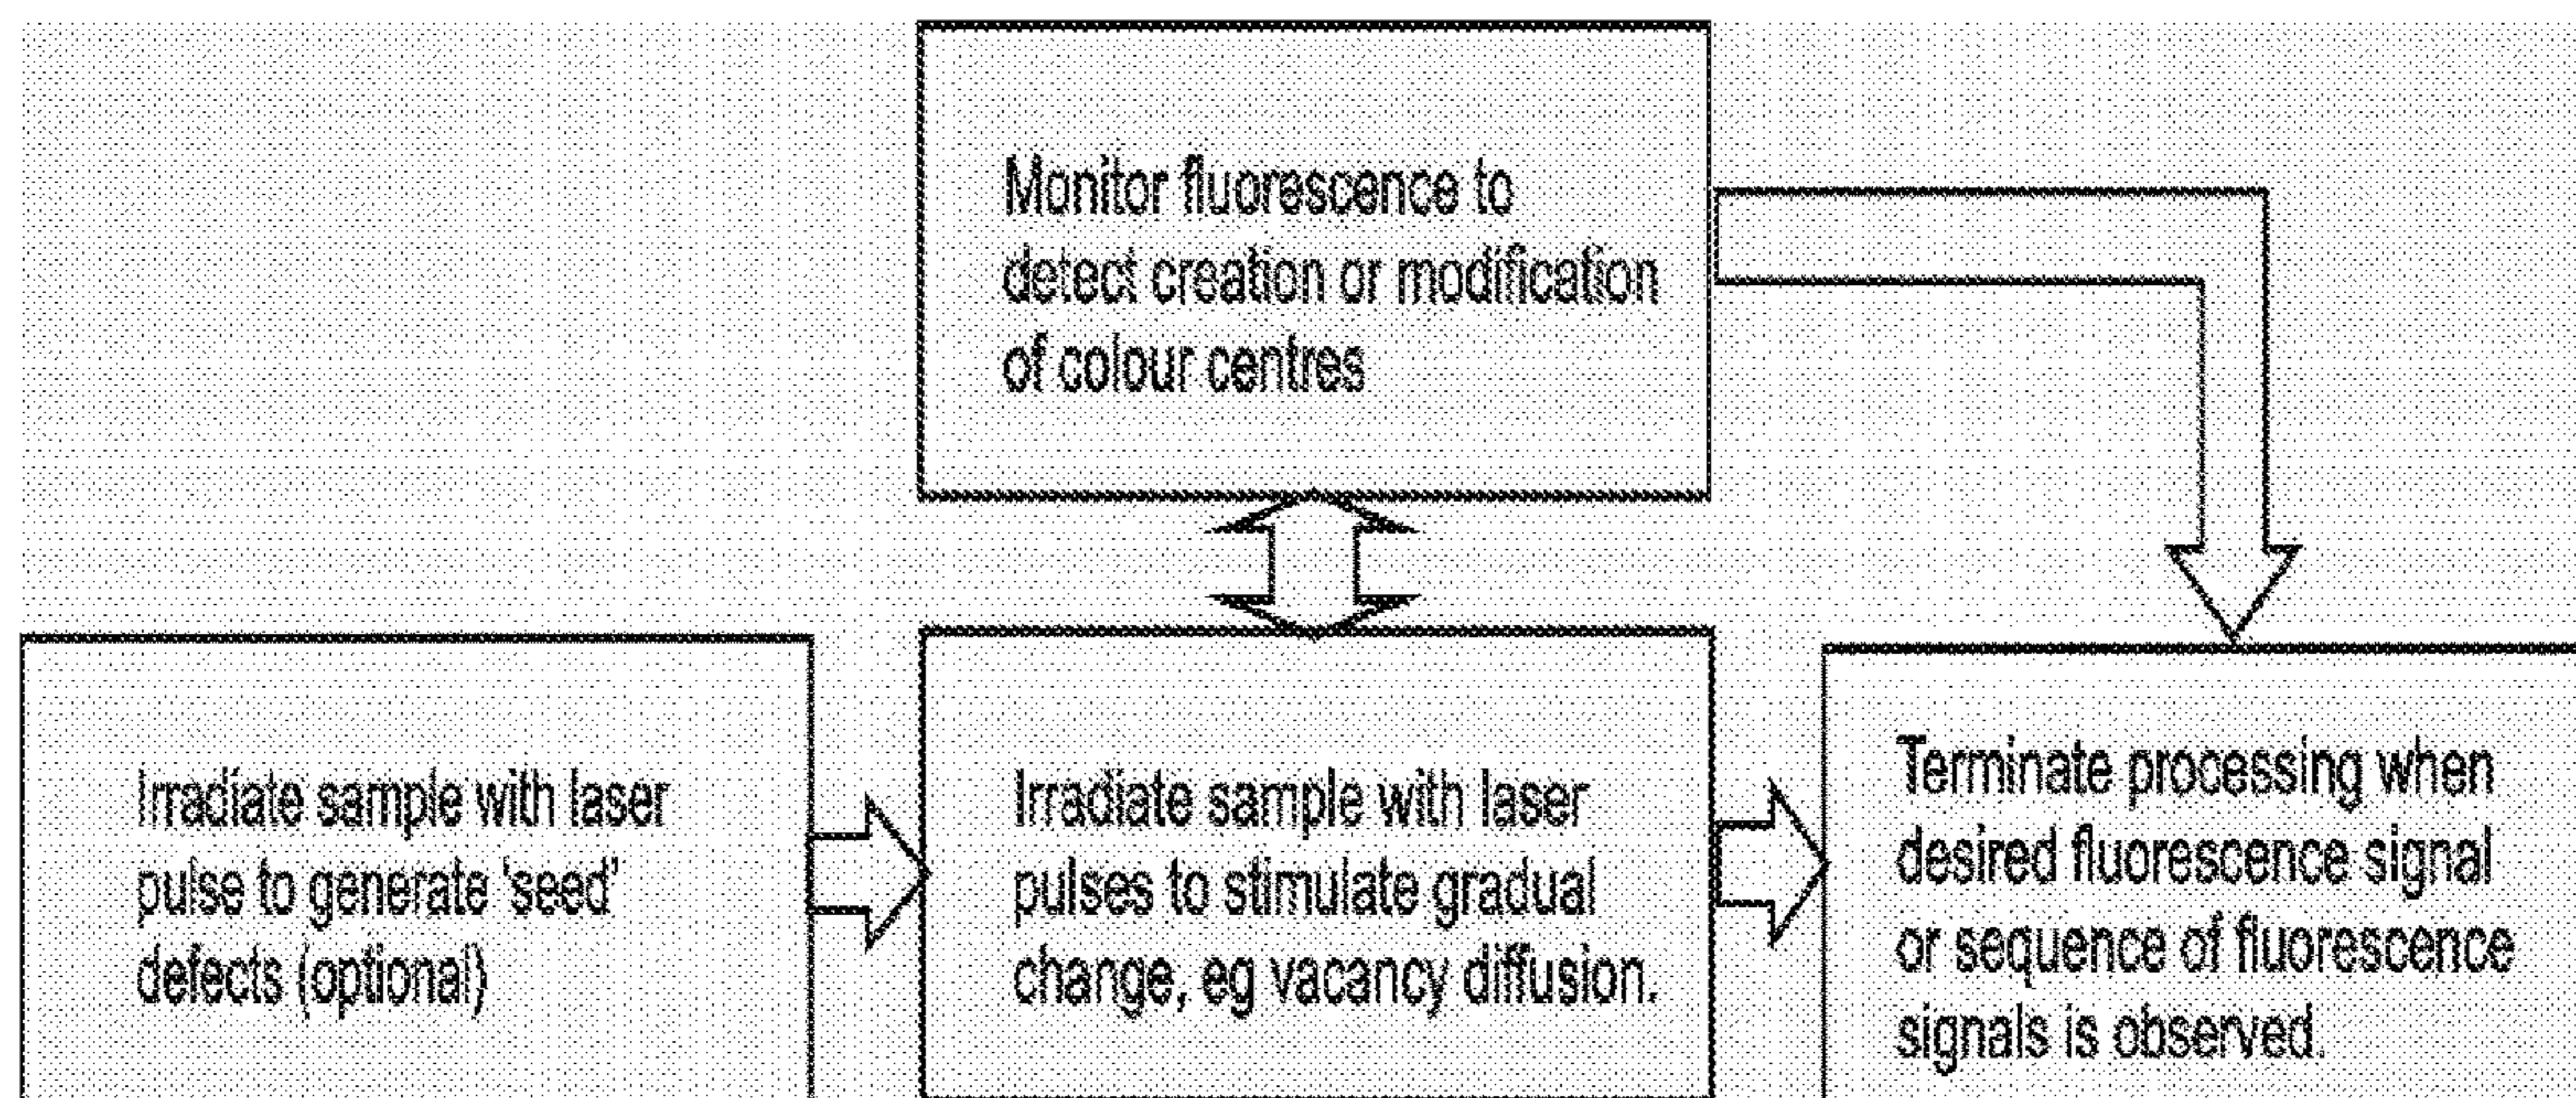 Monitor fluorescence to
detect creation or modification
of colour centres
Irradiate sample with laser
pulse to generate 'seed'
defects (optional)
Irradiate sample with laser
pulses to stimulate gradual
change, eg vacancy diffusion.
Terminate processing when
desired fluorescence signal
or sequence of fluorescence
signals is observed.